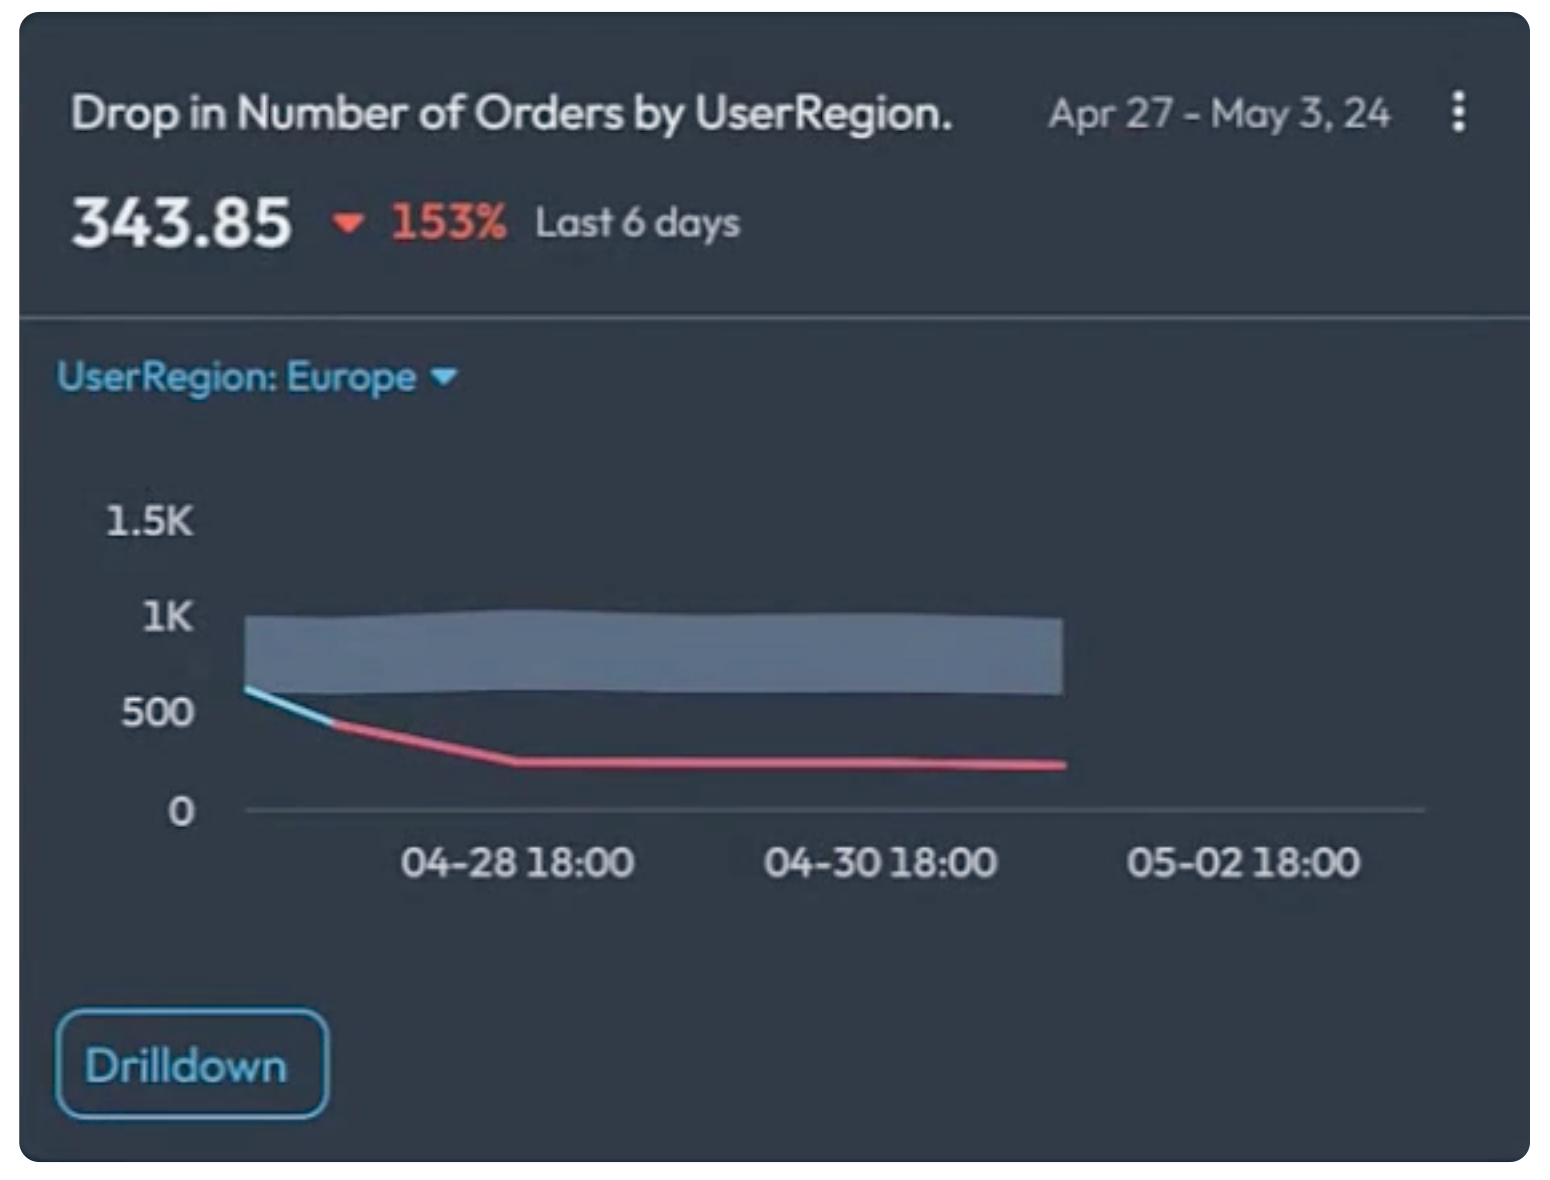 Drop in Number of Orders by UserRegion. Apr 27 - May 3, 24
343.85 153% Last 6 days
UserRegion: Europe
1.5K
1K
500
0
04-28 18:00 04-30 18:00 05-02 18:00
Drilldown